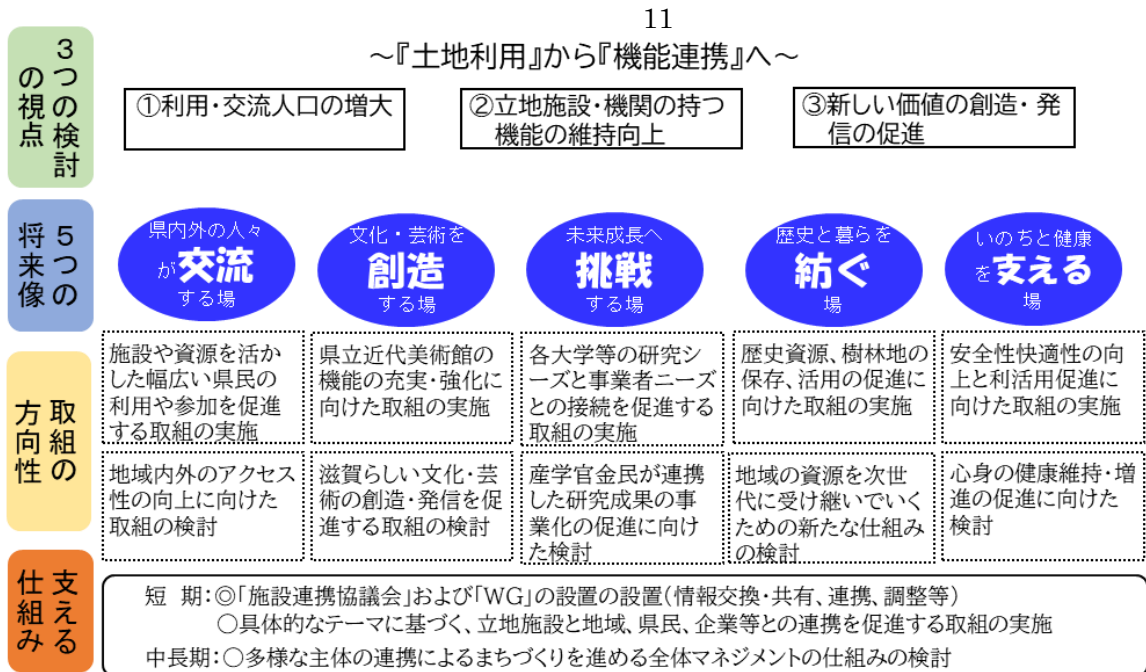 11
～『土地利用』から『機能連携』へ～
3つの検討
の視点
①利用・交流人口の増大
②立地施設・機関の持つ
機能の維持向上
③新しい価値の創造・発
信の促進
5つの
将来像
県内外の人々
が交流
する場
文化・芸術を
創造
する場
未来成長へ
挑戦
する場
歴史と暮らを
紡ぐ
場
いのちと健康
を支える
場
取組の
方向性
施設や資源を活か
した幅広い県民の
利用や参加を促進
する取組の実施
県立近代美術館の
機能の充実・強化に
向けた取組の実施
各大学等の研究シ
ーズと事業者ニーズ
との接続を促進する
取組の実施
歴史資源、樹林地の
保存、活用の促進に
向けた取組の実施
安全性快適性の向
上と利活用促進に
向けた取組の実施
地域内外のアクセス
性の向上に向けた
取組の検討
滋賀らしい文化・芸
術の創造・発信を促
進する取組の検討
産学官金民が連携
した研究成果の事
業化の促進に向け
た検討
地域の資源を次世
代に受け継いでいく
ための新たな仕組み
の検討
心身の健康維持・増
進の促進に向けた
検討
支える
仕組み
短 期：◎「施設連携協議会」および「WG」の設置の設置（情報交換・共有、連携、調整等）
○具体的なテーマに基づく、立地施設と地域、県民、企業等との連携を促進する取組の実施
中長期：○多様な主体の連携によるまちづくりを進める全体マネジメントの仕組みの検討